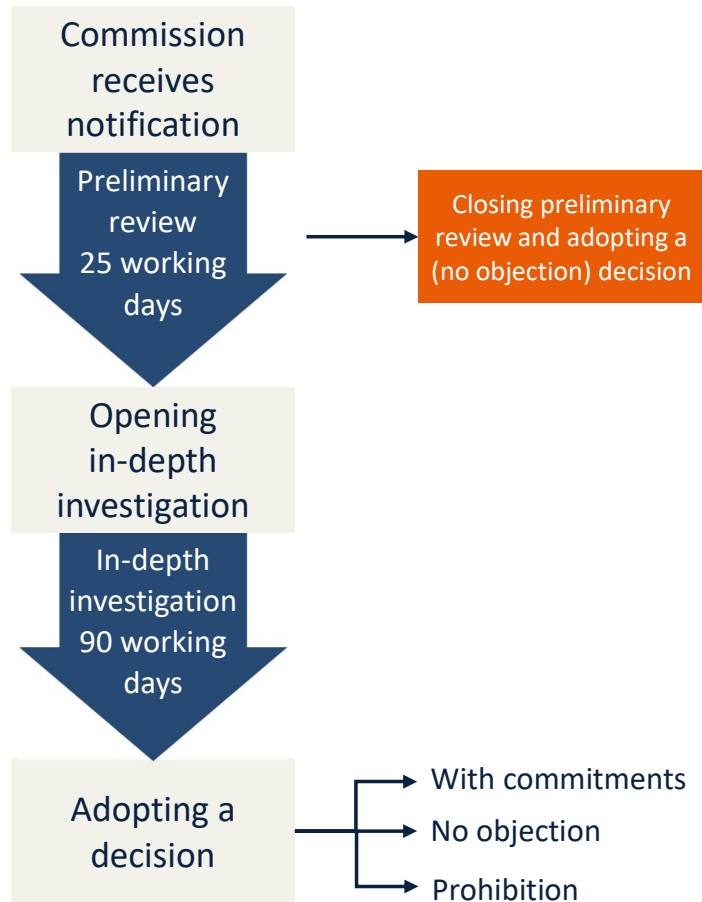 Commission
receives
notification
Preliminary
review
25 working
days
Closing preliminary
review and adopting a
(no objection) decision
Opening
in-depth
investigation
In-depth
investigation
90 working
days
Adopting a
decision
With commitments
No objection
Prohibition